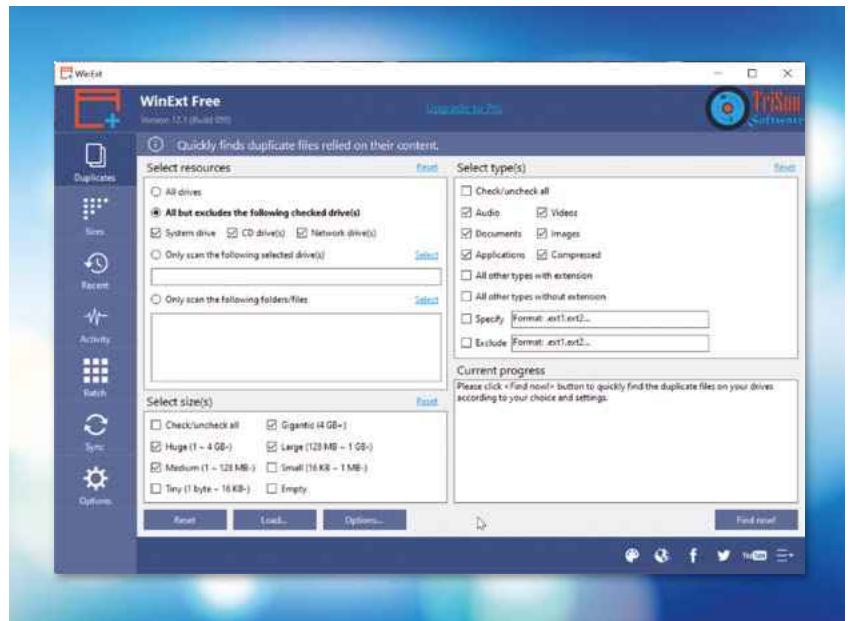 WinExt
WinExt Free
Upgrade to Pro
TriSun
Software
Quickly finds duplicate files relied on their content.
Duplicates
Sizes
Recent
Activity
Batch
Sync
Options
Select resources
Reset
All drives
All but excludes the following checked drive(s)
System drive
CD drive(s)
Network drive(s)
Only scan the following selected drive(s)
Select
Only scan the following folders/files
Select
Select size(s)
Reset
Check/uncheck all
Gigantic (4 GB+)
Huge (1 ~ 4 GB-)
Large (128 MB ~ 1 GB-)
Medium (1 ~ 128 MB-)
Small (16 KB ~ 1 MB-)
Tiny (1 byte ~ 16 KB-)
Empty
Select type(s)
Reset
Check/uncheck all
Audio
Videos
Documents
Images
Applications
Compressed
All other types with extension
All other types without extension
Specify
Format: .ext1.ext2...
Exclude
Format: .ext1.ext2...
Current progress
Please click <Find now!> button to quickly find the duplicate files on your drives
according to your choice and settings.
Reset
Load...
Options...
Find now!
YouTube